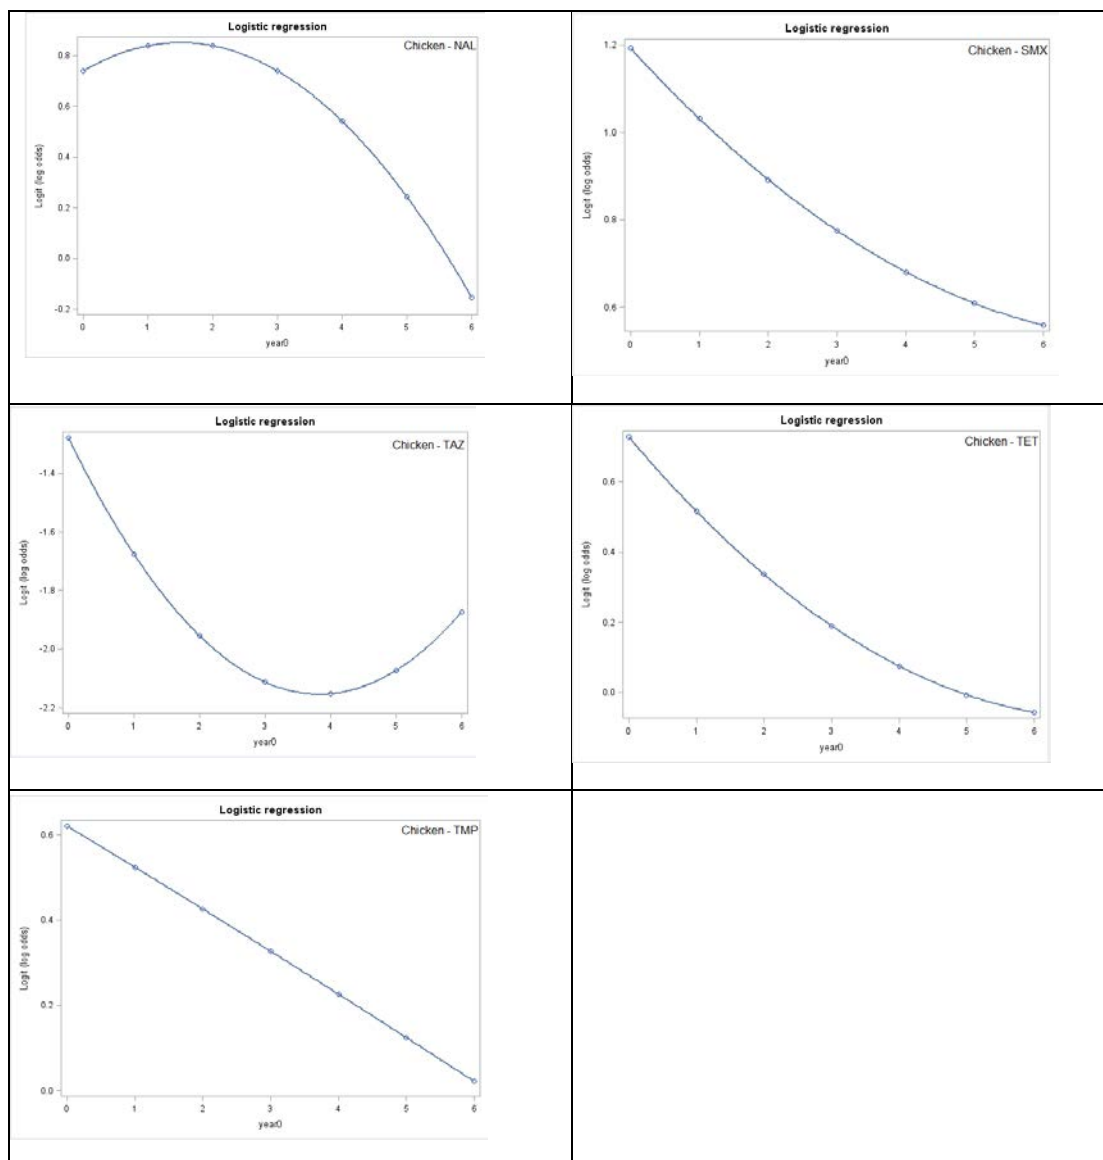 Logistic regression
Chicken - NAL
0.8
0.6
0.4
0.2
0.0
-0.2
Logit (log odds)
0 1 2 3 4 5 6
year0
Logistic regression
Chicken - SMX
1.2
1.0
0.8
0.6
Logit (log odds)
0 1 2 3 4 5 6
year0
Logistic regression
Chicken - TAZ
-1.4
-1.6
-1.8
-2.0
-2.2
Logit (log odds)
0 1 2 3 4 5 6
year0
Logistic regression
Chicken - TET
0.6
0.4
0.2
0.0
Logit (log odds)
0 1 2 3 4 5 6
year0
Logistic regression
Chicken - TMP
0.6
0.4
0.2
0.0
Logit (log odds)
0 1 2 3 4 5 6
year0